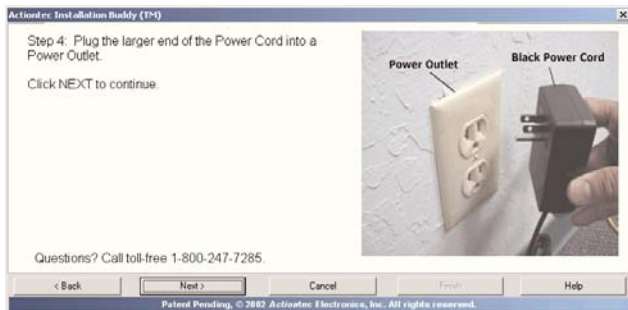 Actiontec Installation Buddy (TM)
Step 4: Plug the larger end of the Power Cord into a
Power Outlet.
Click NEXT to continue.
Power Outlet
Black Power Cord
Questions? Call toll-free 1-800-247-7285.
< Back
Next >
Cancel
Finish
Help
Patent Pending, © 2002 Actiontec Electronics, Inc. All rights reserved.